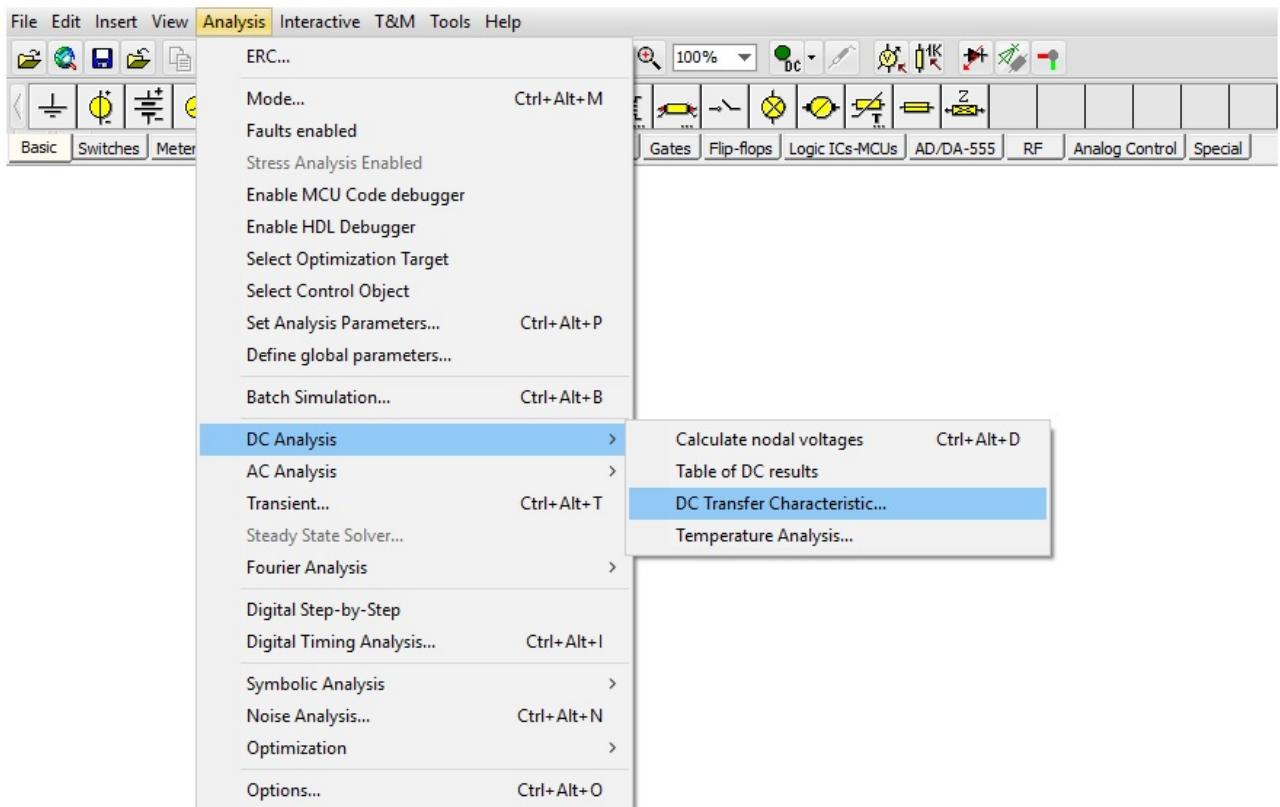 File Edit Insert View Analysis Interactive T&M Tools Help
100%
DC
1K
Z
T
Basic Switches Meter Gates Flip-flops Logic ICs-MCUs AD/DA-555 RF Analog Control Special
ERC...
Mode... Ctrl+Alt+M
Faults enabled
Stress Analysis Enabled
Enable MCU Code debugger
Enable HDL Debugger
Select Optimization Target
Select Control Object
Set Analysis Parameters... Ctrl+Alt+P
Define global parameters...
Batch Simulation... Ctrl+Alt+B
DC Analysis >
AC Analysis >
Transient... Ctrl+Alt+T
Steady State Solver...
Fourier Analysis >
Digital Step-by-Step
Digital Timing Analysis... Ctrl+Alt+I
Symbolic Analysis >
Noise Analysis... Ctrl+Alt+N
Optimization >
Options... Ctrl+Alt+O
Calculate nodal voltages Ctrl+Alt+D
Table of DC results
DC Transfer Characteristic...
Temperature Analysis...